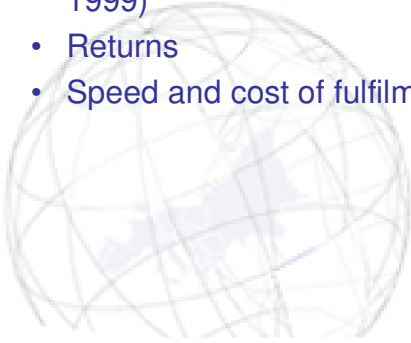 1999)
• Returns
• Speed and cost of fulfilm